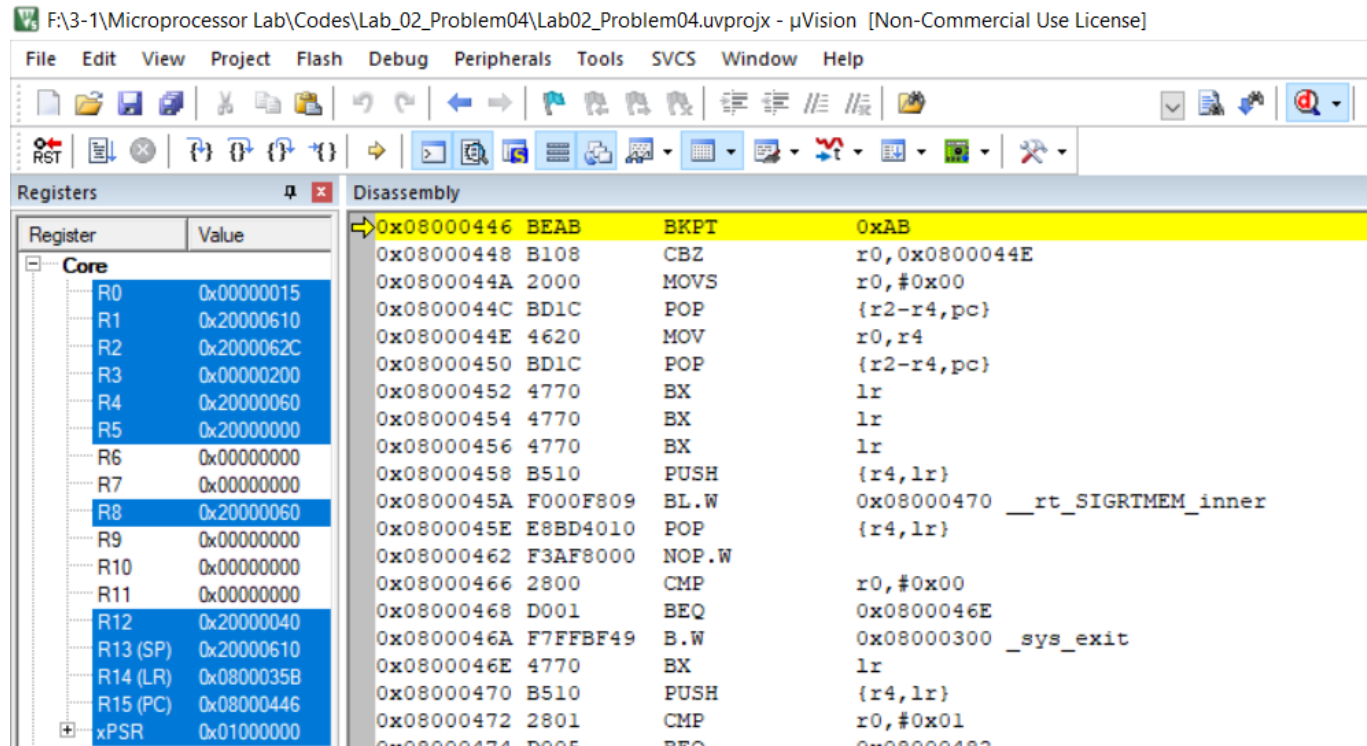 F:\3-1\Microprocessor Lab\Codes\Lab_02_Problem04\Lab02_Problem04.uvprojx - µVision [Non-Commercial Use License]
File Edit View Project Flash Debug Peripherals Tools SVCS Window Help
RST
Registers
Register Value
Core
R0 0x00000015
R1 0x20000610
R2 0x2000062C
R3 0x00000200
R4 0x20000060
R5 0x20000000
R6 0x00000000
R7 0x00000000
R8 0x20000060
R9 0x00000000
R10 0x00000000
R11 0x00000000
R12 0x20000040
R13 (SP) 0x20000610
R14 (LR) 0x0800035B
R15 (PC) 0x08000446
xPSR 0x01000000
Disassembly
0x08000446 BEAB BKPT 0xAB
0x08000448 B108 CBZ r0,0x0800044E
0x0800044A 2000 MOVS r0,#0x00
0x0800044C BD1C POP {r2-r4,pc}
0x0800044E 4620 MOV r0,r4
0x08000450 BD1C POP {r2-r4,pc}
0x08000452 4770 BX lr
0x08000454 4770 BX lr
0x08000456 4770 BX lr
0x08000458 B510 PUSH {r4,lr}
0x0800045A F000F809 BL.W 0x08000470 __rt_SIGRTMEM_inner
0x0800045E E8BD4010 POP {r4,lr}
0x08000462 F3AF8000 NOP.W
0x08000466 2800 CMP r0,#0x00
0x08000468 D001 BEQ 0x0800046E
0x0800046A F7FFBF49 B.W 0x08000300 _sys_exit
0x0800046E 4770 BX lr
0x08000470 B510 PUSH {r4,lr}
0x08000472 2801 CMP r0,#0x01